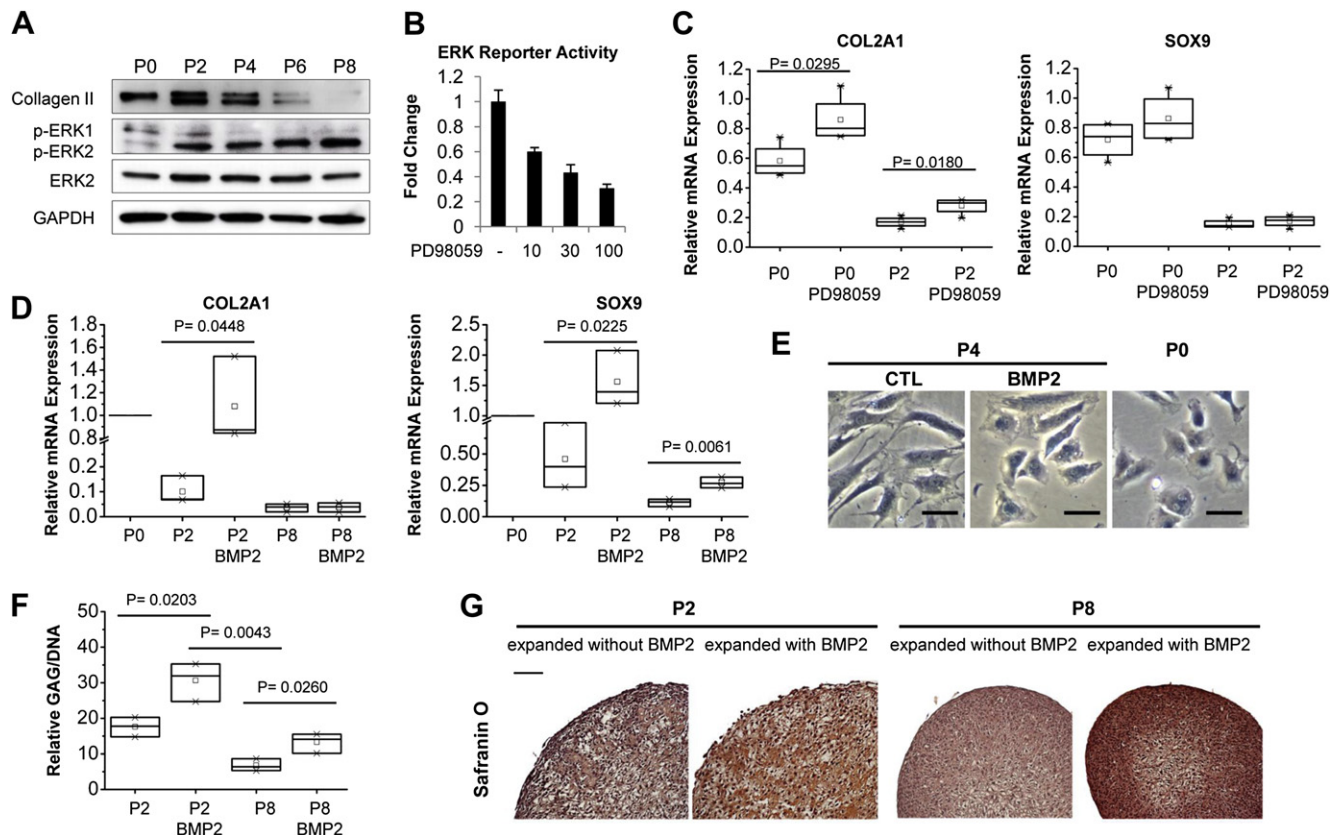 A
P0 P2 P4 P6 P8
Collagen II
p-ERK1
p-ERK2
ERK2
GAPDH
B
ERK Reporter Activity
Fold Change
1.2
1
0.8
0.6
0.4
0.2
0
PD98059 - 10 30 100
C
COL2A1
Relative mRNA Expression
1.2
1.0
0.8
0.6
0.4
0.2
0.0
P= 0.0295
P= 0.0180
P0 P0 P2 P2
PD98059 PD98059
SOX9
Relative mRNA Expression
1.2
1.0
0.8
0.6
0.4
0.2
0.0
P0 P0 P2 P2
PD98059 PD98059
D
COL2A1
Relative mRNA Expression
1.8
1.6
1.4
1.2
1.0
0.8
0.2
0.1
0.0
P= 0.0448
P0 P2 P2 P8 P8
BMP2 BMP2
SOX9
Relative mRNA Expression
2.5
2.0
1.5
1.0
0.50
0.25
0.00
P= 0.0225
P= 0.0061
P0 P2 P2 P8 P8
BMP2 BMP2
E
P4 P0
CTL BMP2
F
Relative GAG/DNA
50
45
40
35
30
25
20
15
10
5
0
P= 0.0203
P= 0.0043
P= 0.0260
P2 P2 P8 P8
BMP2 BMP2
G
P2 P8
expanded without BMP2 expanded with BMP2 expanded without BMP2 expanded with BMP2
Safranin O